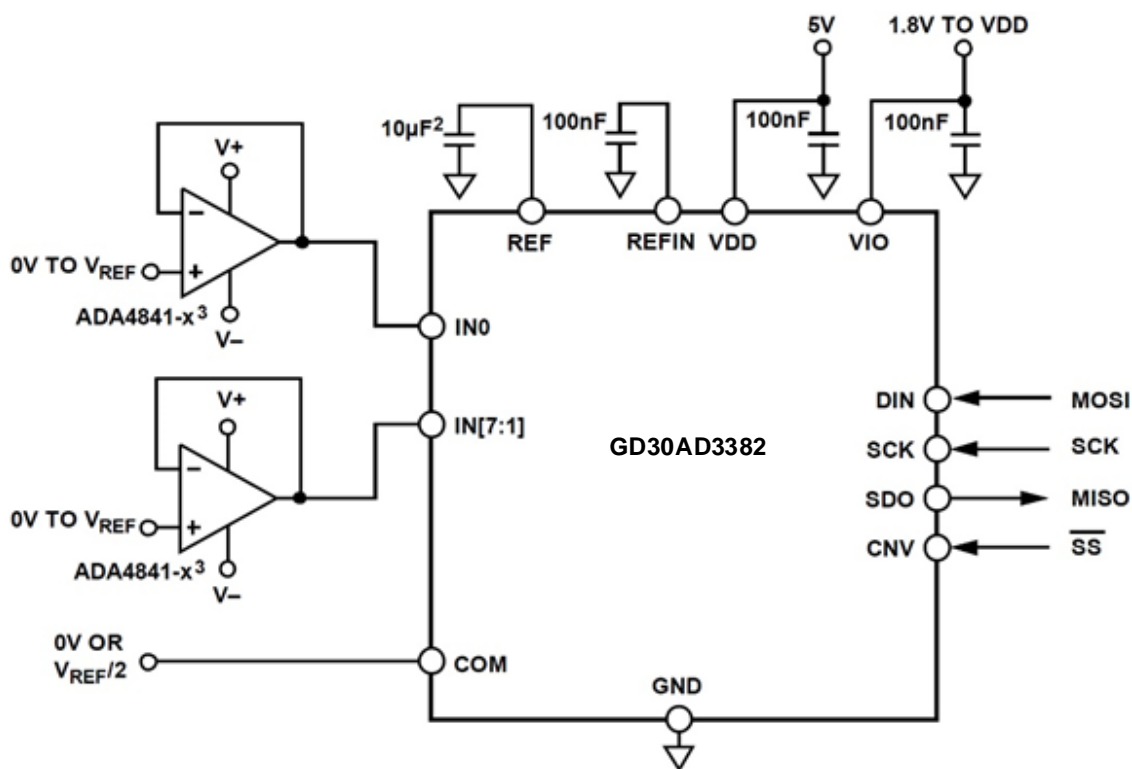 5V
1.8V TO VDD
10µF²
100nF
100nF
100nF
V+
−
+
0V TO VREF
ADA4841-x³
V−
REF
REFIN
VDD
VIO
IN0
V+
−
+
0V TO VREF
ADA4841-x³
V−
IN[7:1]
GD30AD3382
DIN
MOSI
SCK
SCK
SDO
MISO
CNV
SS
0V OR
VREF/2
COM
GND